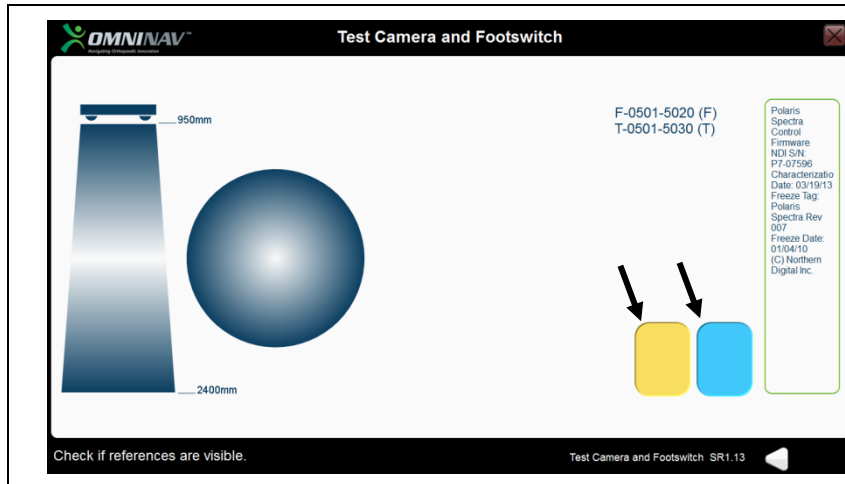 OMNINAV™
Navigating Orthopaedic Innovation
Test Camera and Footswitch
950mm
2400mm
F-0501-5020 (F)
T-0501-5030 (T)
Polaris
Spectra
Control
Firmware
NDI S/N:
P7-07596
Characterizatio
Date: 03/19/13
Freeze Tag:
Polaris
Spectra Rev
007
Freeze Date:
01/04/10
(C) Northern
Digital Inc.
Check if references are visible.
Test Camera and Footswitch SR1.13